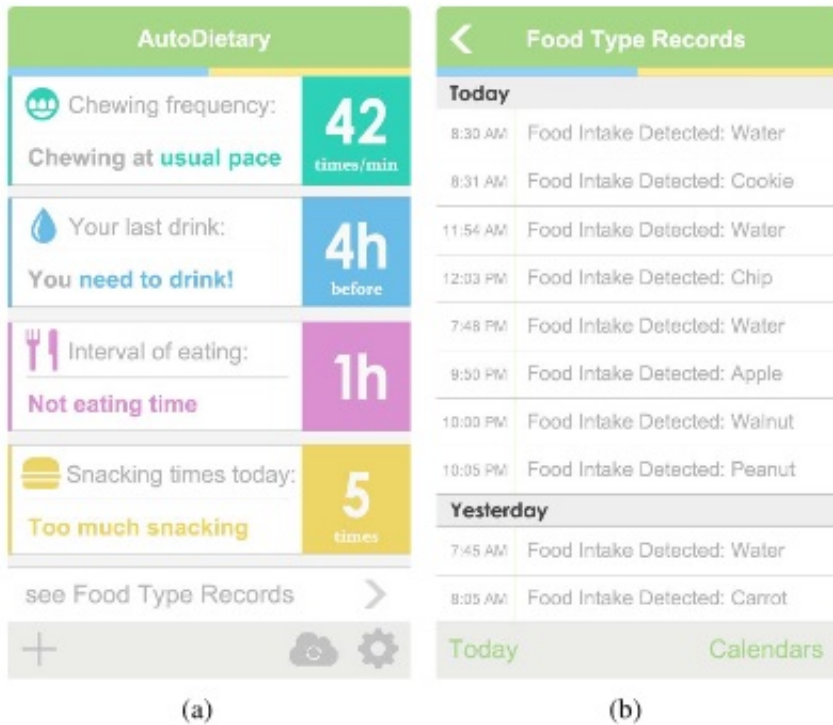 AutoDietary
Chewing frequency:
Chewing at usual pace
42
times/min
Your last drink:
You need to drink!
4h
before
Interval of eating:
Not eating time
1h
Snacking times today:
Too much snacking
5
times
see Food Type Records
(a)
Food Type Records
Today
8:30 AM Food Intake Detected: Water
8:31 AM Food Intake Detected: Cookie
11:54 AM Food Intake Detected: Water
12:03 PM Food Intake Detected: Chip
7:48 PM Food Intake Detected: Water
9:50 PM Food Intake Detected: Apple
10:00 PM Food Intake Detected: Walnut
10:05 PM Food Intake Detected: Peanut
Yesterday
7:45 AM Food Intake Detected: Water
8:05 AM Food Intake Detected: Carrot
Today Calendars
(b)